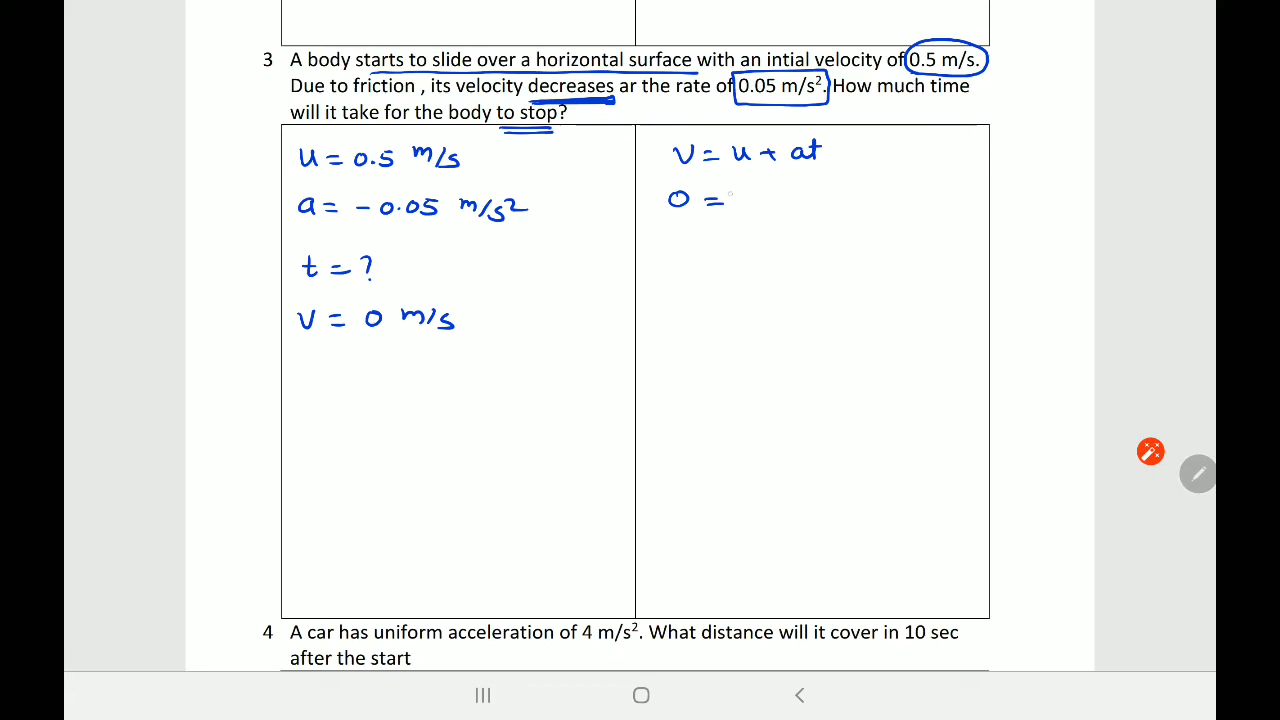 3 A body starts to slide over a horizontal surface with an intial velocity of 0.5 m/s.
Due to friction , its velocity decreases ar the rate of 0.05 m/s². How much time
will it take for the body to stop?
u = 0.5 m/s
a = - 0.05 m/s²
t = ?
v = 0 m/s
v = u + at
0 =
4 A car has uniform acceleration of 4 m/s². What distance will it cover in 10 sec
after the start